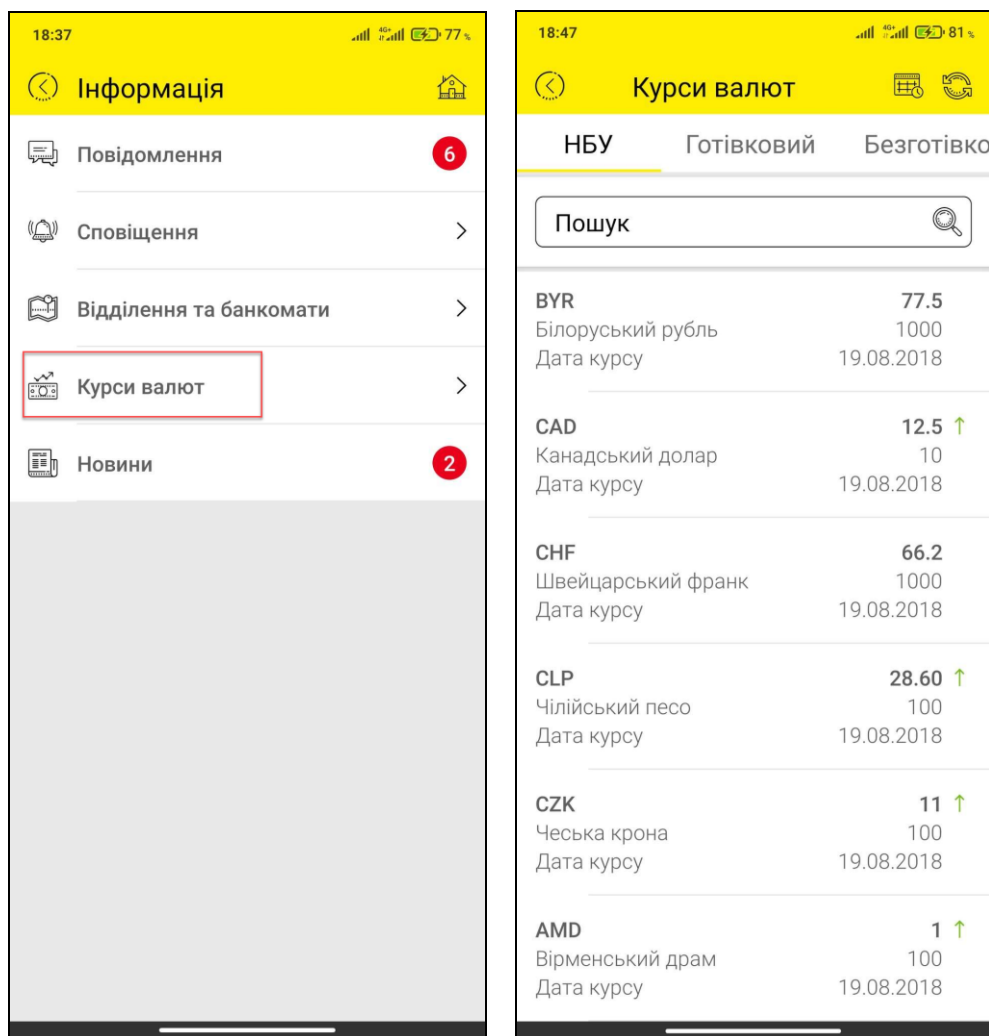 18:37
4G+ 77 %
Інформація
Повідомлення 6
Сповіщення
Відділення та банкомати
Курси валют
Новини 2
18:47
4G+ 81 %
Курси валют
НБУ Готівковий Безготівко
Пошук
BYR 77.5
Білоруський рубль 1000
Дата курсу 19.08.2018
CAD 12.5 ↑
Канадський долар 10
Дата курсу 19.08.2018
CHF 66.2
Швейцарський франк 1000
Дата курсу 19.08.2018
CLP 28.60 ↑
Чілійський песо 100
Дата курсу 19.08.2018
CZK 11 ↑
Чеська крона 100
Дата курсу 19.08.2018
AMD 1 ↑
Вірменський драм 100
Дата курсу 19.08.2018